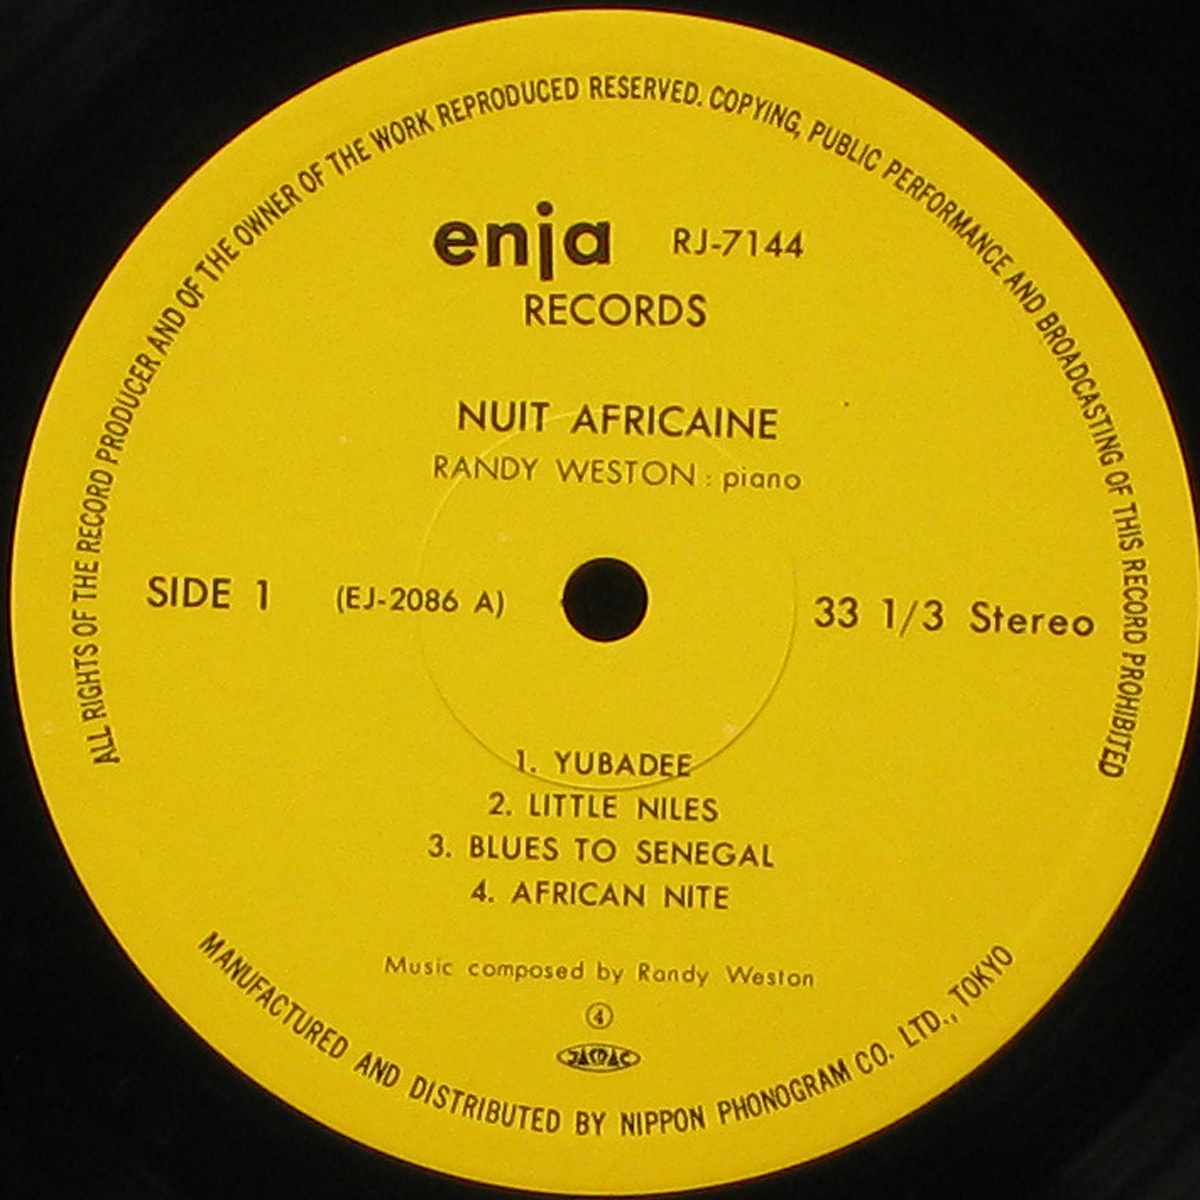 ALL RIGHTS OF THE RECORD PRODUCER AND OF THE OWNER OF THE WORK REPRODUCED RESERVED. COPYING, PUBLIC PERFORMANCE AND BROADCASTING OF THIS RECORD PROHIBITED
enja RJ-7144
RECORDS
NUIT AFRICAINE
RANDY WESTON : piano
SIDE 1 (EJ-2086 A) 33 1/3 Stereo
1. YUBADEE
2. LITTLE NILES
3. BLUES TO SENEGAL
4. AFRICAN NITE
Music composed by Randy Weston
④
JASRAC
MANUFACTURED AND DISTRIBUTED BY NIPPON PHONOGRAM CO. LTD., TOKYO